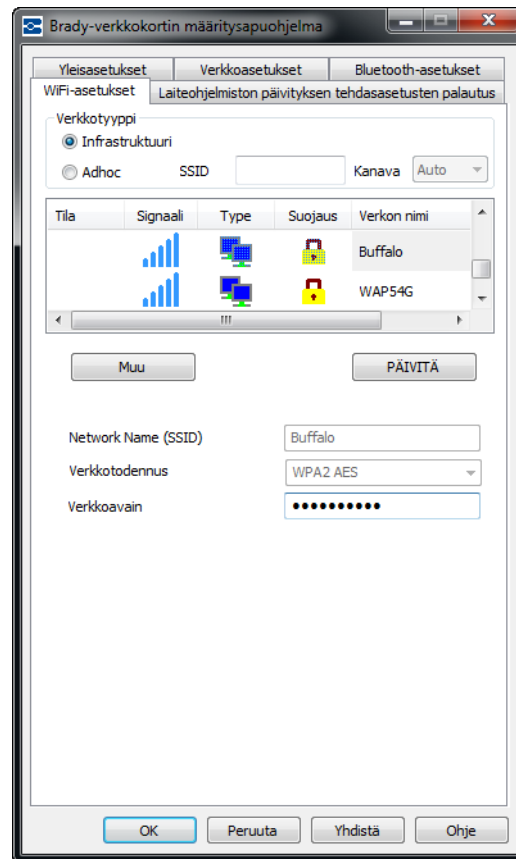 Brady-verkkokortin määritysapuohjelma
Yleisasetukset Verkkoasetukset Bluetooth-asetukset
WiFi-asetukset Laiteohjelmiston päivityksen tehdasasetusten palautus
Verkkotyyppi
Infrastruktuuri
Adhoc SSID Kanava Auto
Tila Signaali Type Suojaus Verkon nimi
Buffalo
WAP54G
Muu PÄIVITÄ
Network Name (SSID) Buffalo
Verkkotodennus WPA2 AES
Verkkoavain ••••••••••
OK Peruuta Yhdistä Ohje